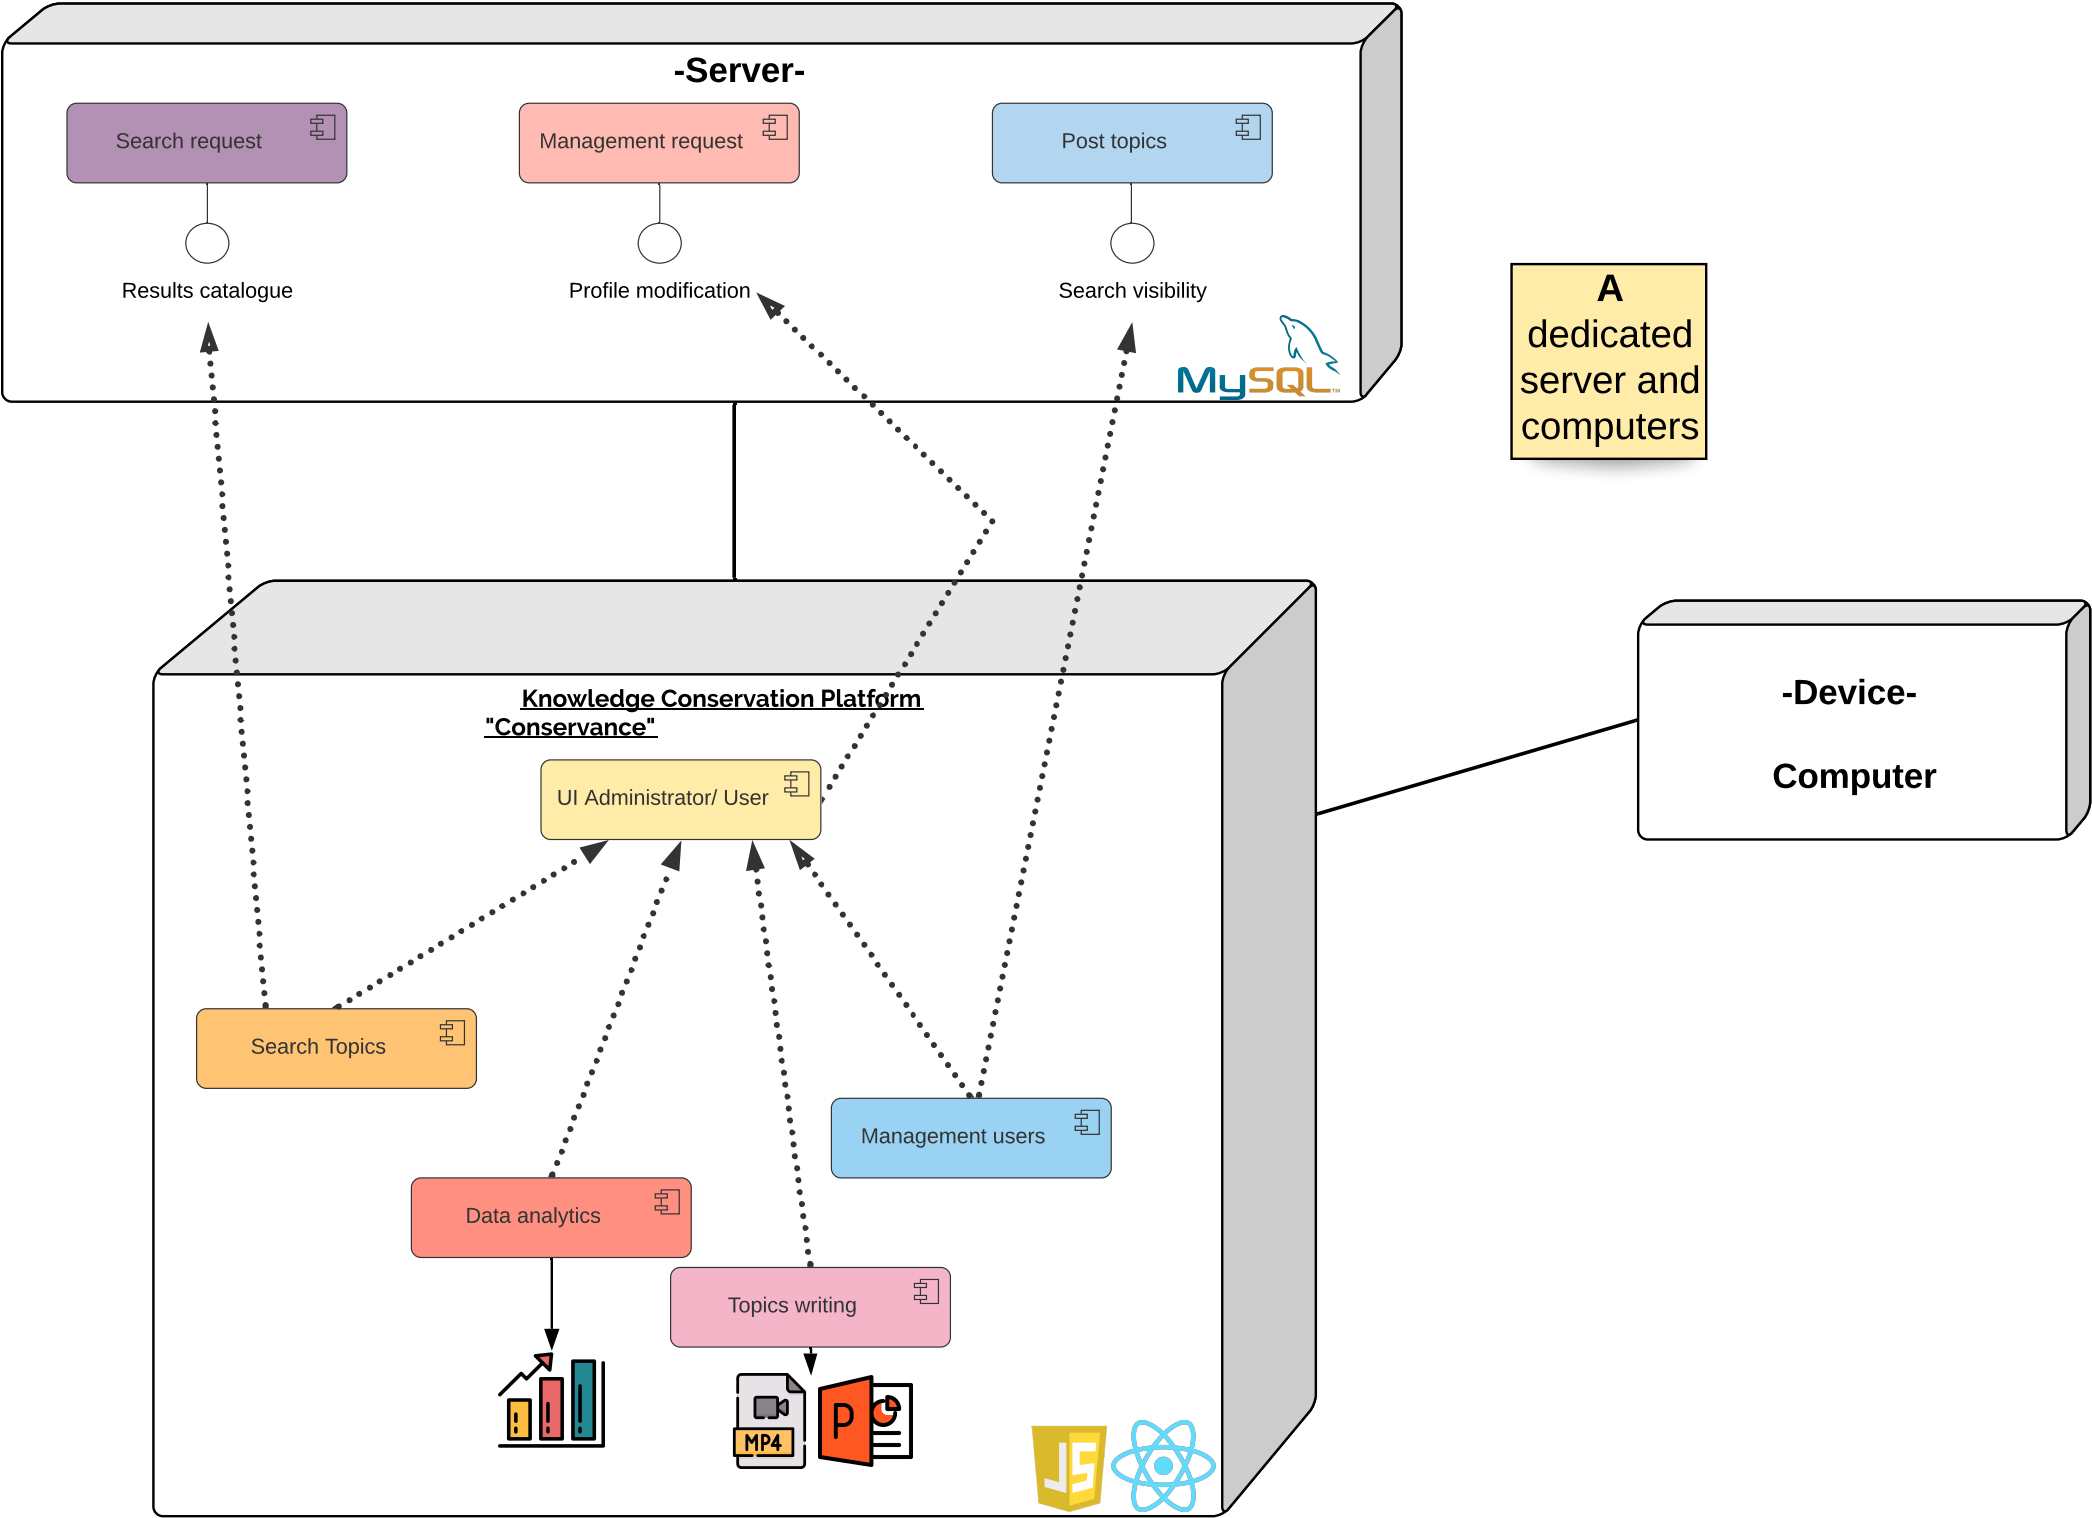 -Server-
Search request
Management request
Post topics
Results catalogue
Profile modification
Search visibility
MySQL™
A
dedicated
server and
computers
Knowledge Conservation Platform
"Conservance"
UI Administrator/ User
-Device-
Computer
Search Topics
Management users
Data analytics
Topics writing
MP4
P
JS